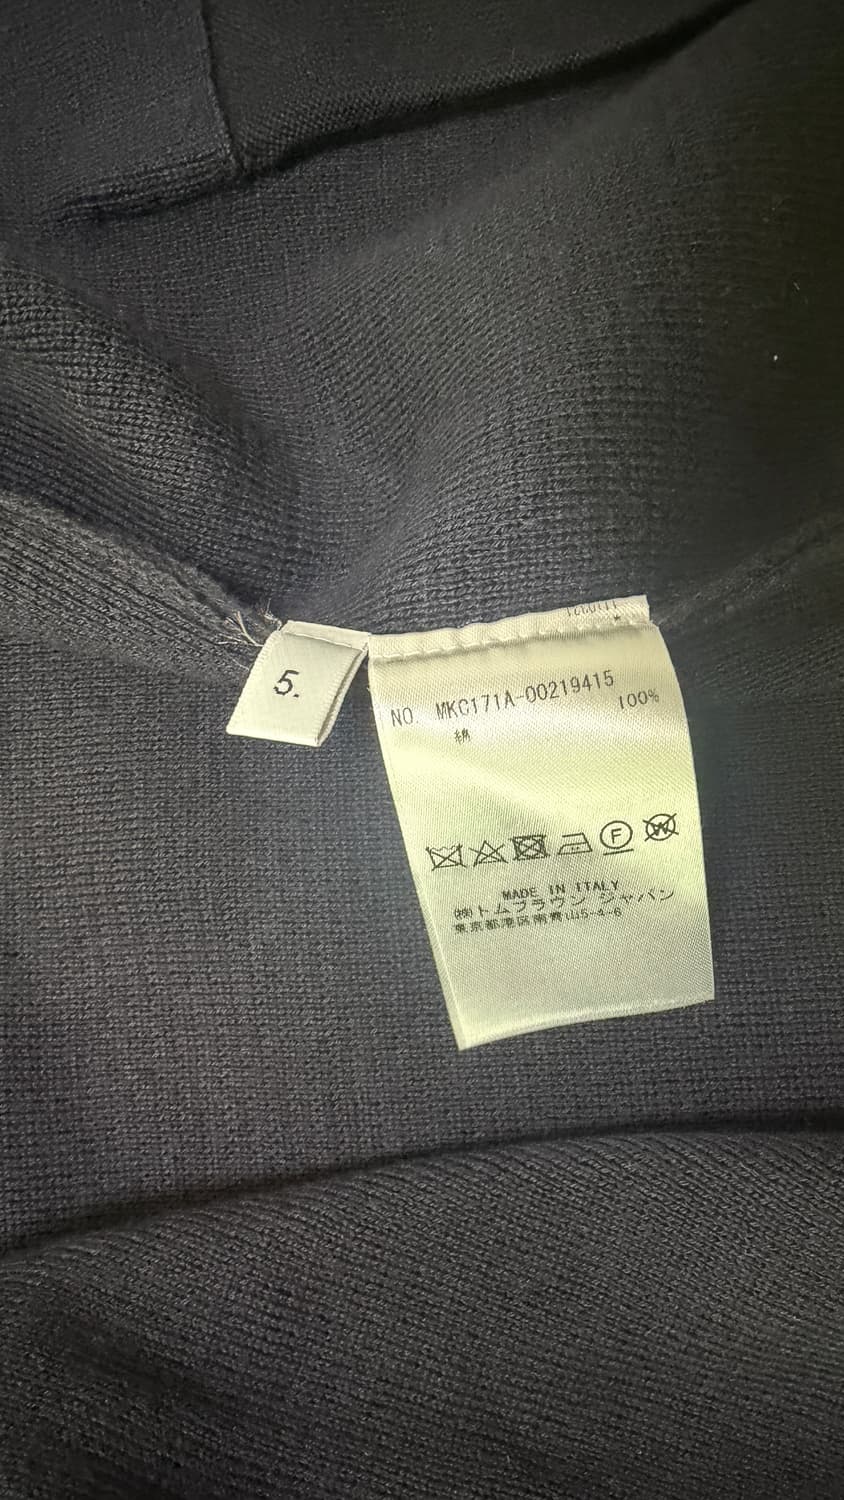 5.
NO. MKC171A-00219415
綿 100%
F
W
MADE IN ITALY
㈱トムブラウン ジャパン
東京都港区南青山5-4-6